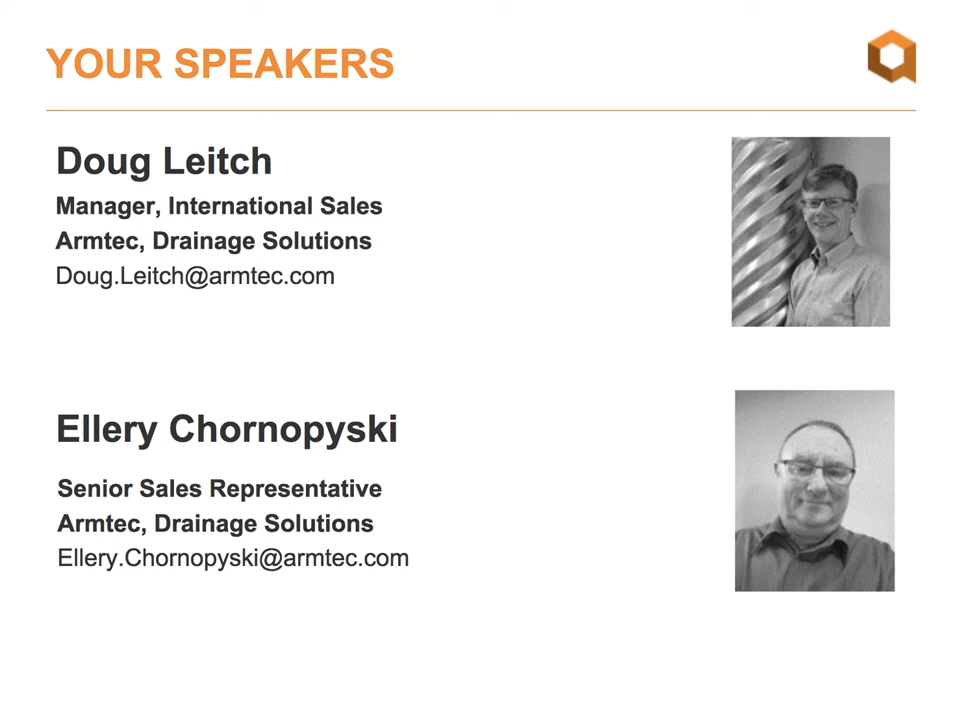 YOUR SPEAKERS
Doug Leitch
Manager, International Sales
Armtec, Drainage Solutions
Doug.Leitch@armtec.com
Ellery Chornopyski
Senior Sales Representative
Armtec, Drainage Solutions
Ellery.Chornopyski@armtec.com